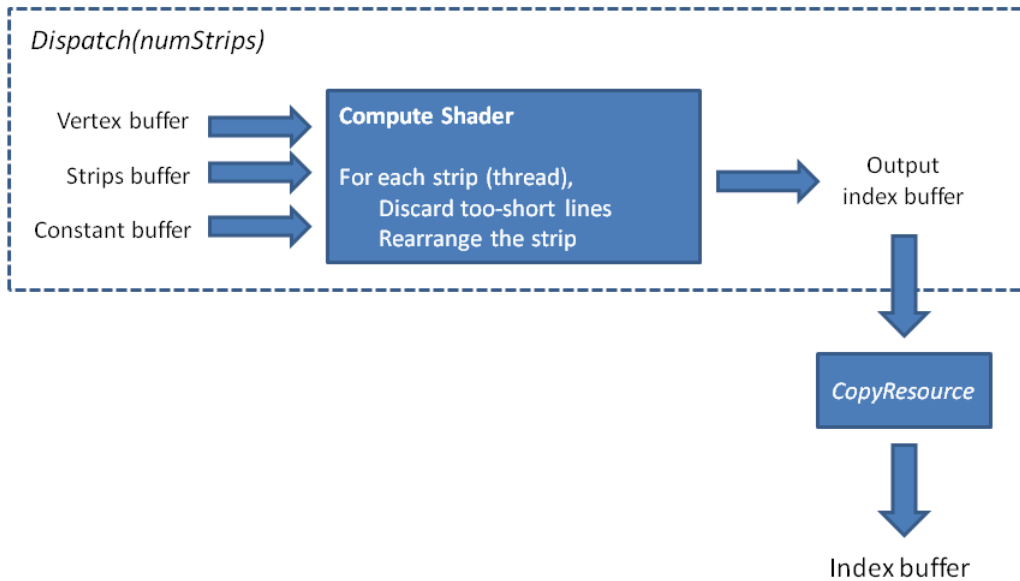 Dispatch(numStrips)
Vertex buffer
Strips buffer
Constant buffer
Compute Shader
For each strip (thread),
Discard too-short lines
Rearrange the strip
Output
index buffer
CopyResource
Index buffer